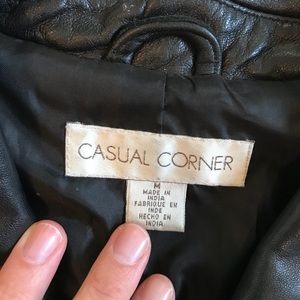 CASUAL CORNER
M
MADE IN
INDIA
FABRIQUE EN
INDE
HECHO EN
INDIA